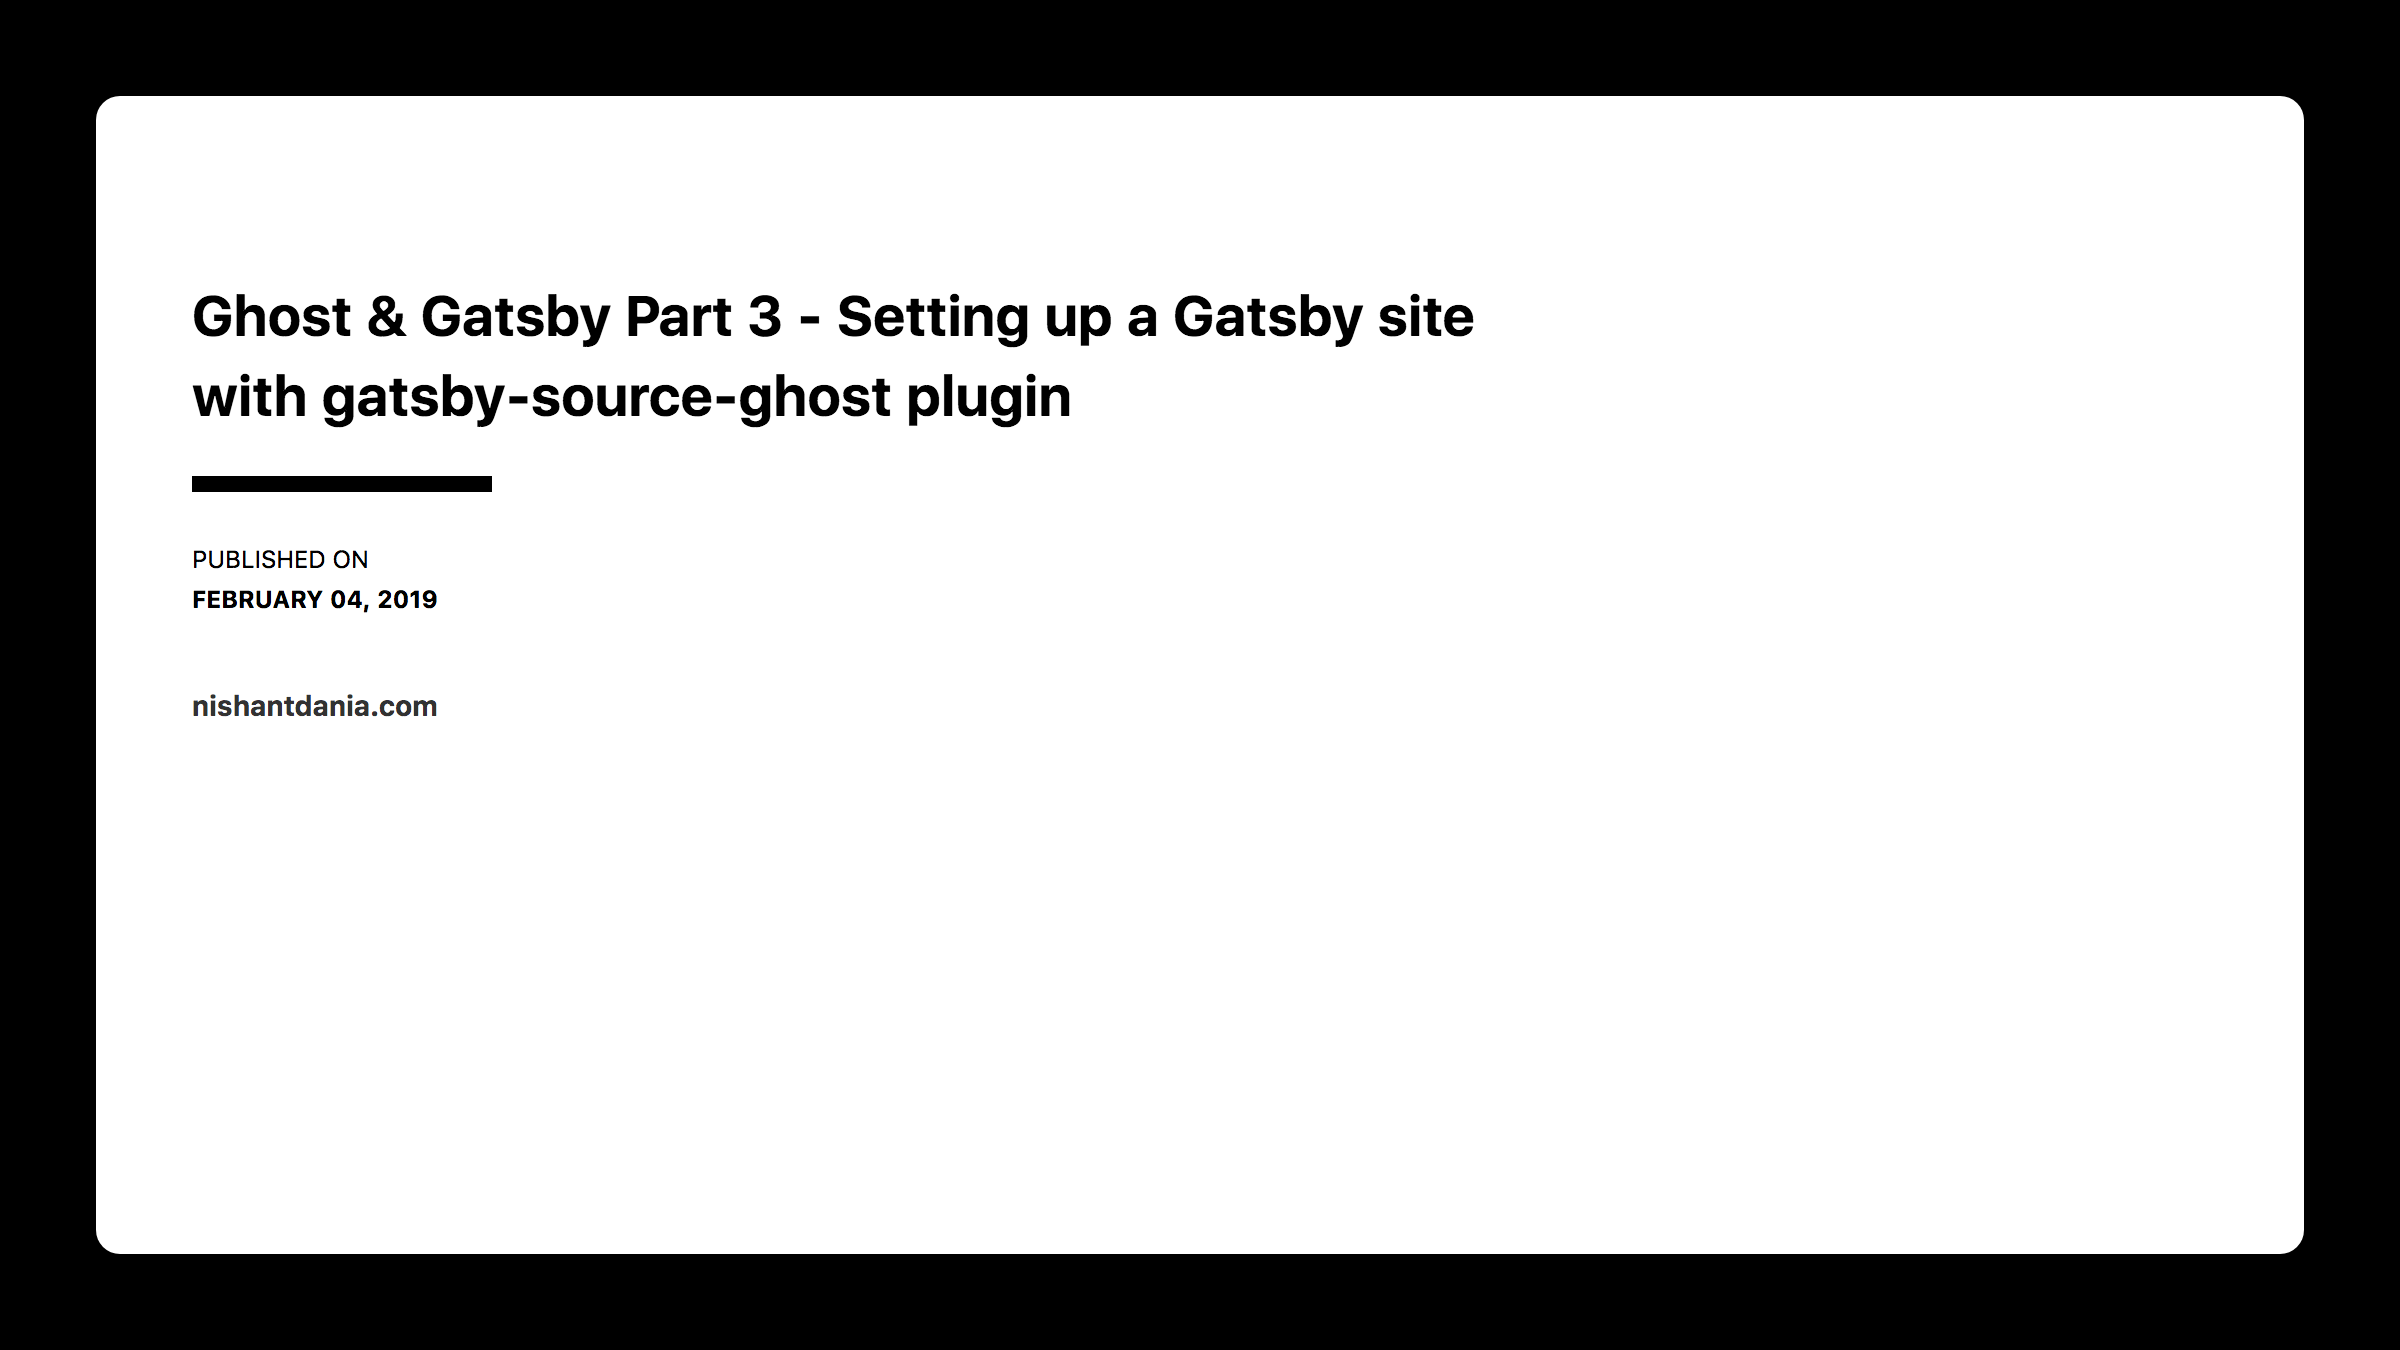 Ghost & Gatsby Part 3 - Setting up a Gatsby site
with gatsby-source-ghost plugin
PUBLISHED ON
FEBRUARY 04, 2019
nishantdania.com